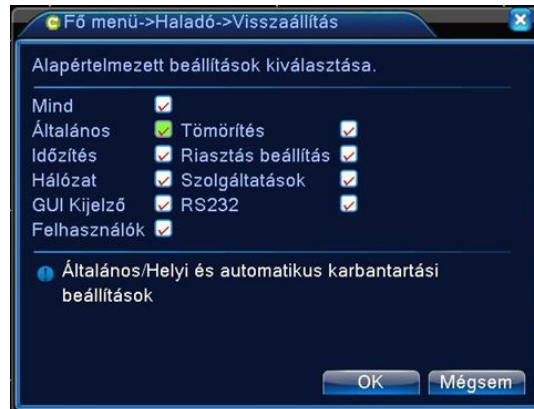 Fő menü->Haladó->Visszaállítás
Alapértelmezett beállítások kiválasztása.
Mind
Általános Tömörítés
Időzítés Riasztás beállítás
Hálózat Szolgáltatások
GUI Kijelző RS232
Felhasználók
Általános/Helyi és automatikus karbantartási
beállítások
OK Mégsem